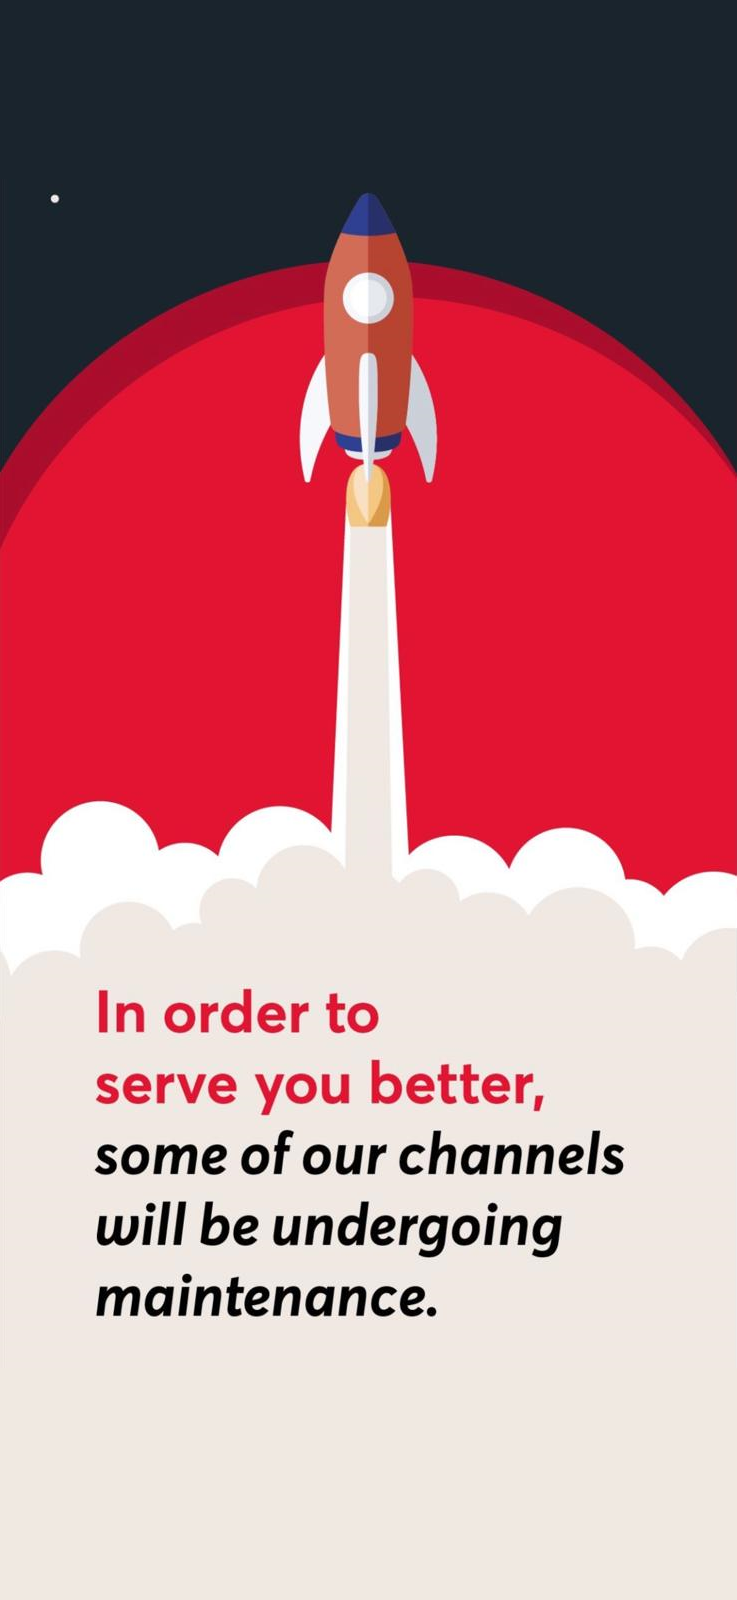 In order to
serve you better,
some of our channels
will be undergoing
maintenance.